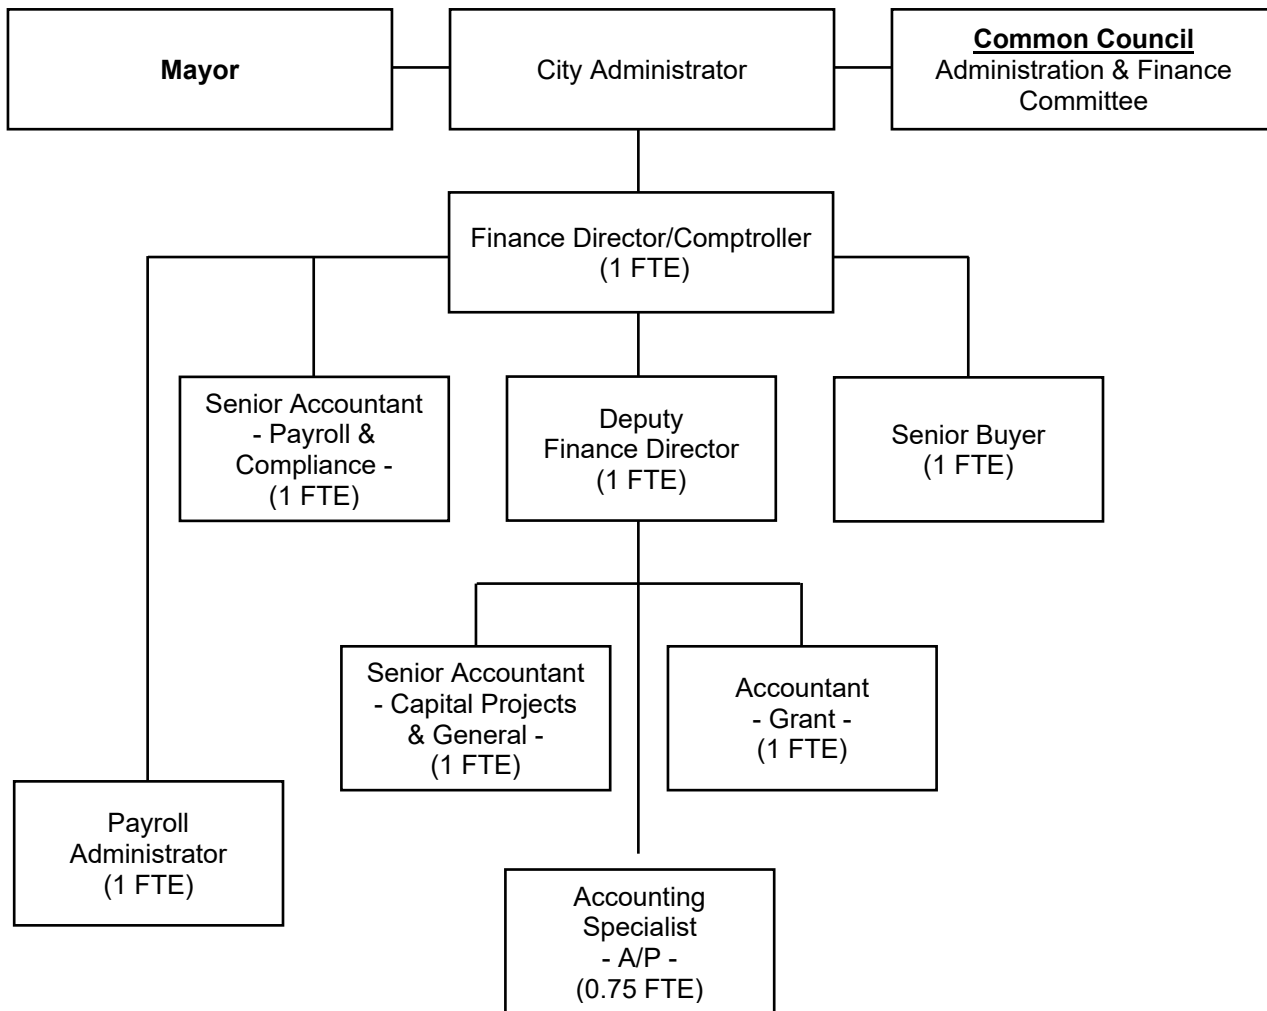 Mayor
City Administrator
Common Council
Administration & Finance
Committee
Finance Director/Comptroller
(1 FTE)
Senior Accountant
- Payroll &
Compliance -
(1 FTE)
Deputy
Finance Director
(1 FTE)
Senior Buyer
(1 FTE)
Senior Accountant
- Capital Projects
& General -
(1 FTE)
Accountant
- Grant -
(1 FTE)
Payroll
Administrator
(1 FTE)
Accounting
Specialist
- A/P -
(0.75 FTE)